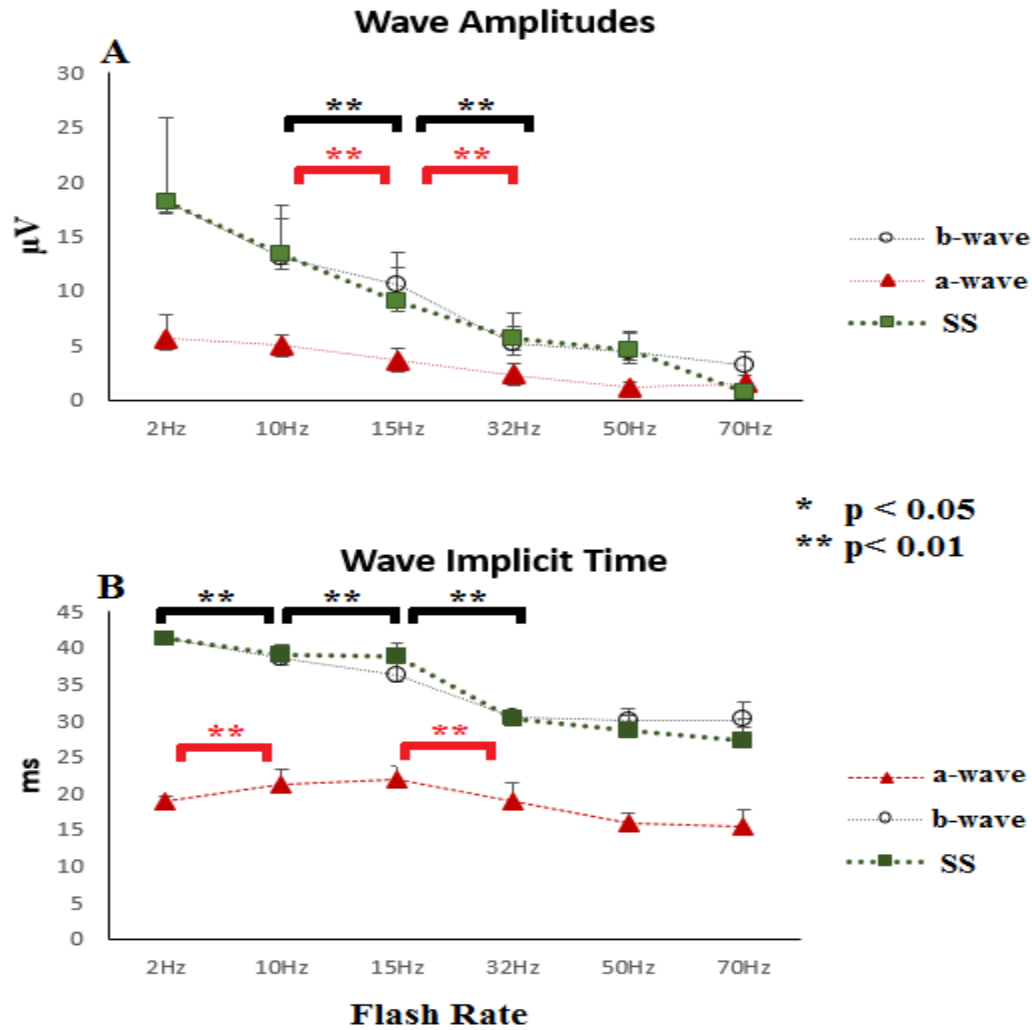 Wave Amplitudes
A
30
25
20
15
10
5
0
µV
** **
** **
2Hz 10Hz 15Hz 32Hz 50Hz 70Hz
b-wave
a-wave
SS
* p < 0.05
** p< 0.01
Wave Implicit Time
B
45
40
35
30
25
20
15
10
5
0
ms
** ** **
** **
2Hz 10Hz 15Hz 32Hz 50Hz 70Hz
a-wave
b-wave
SS
Flash Rate